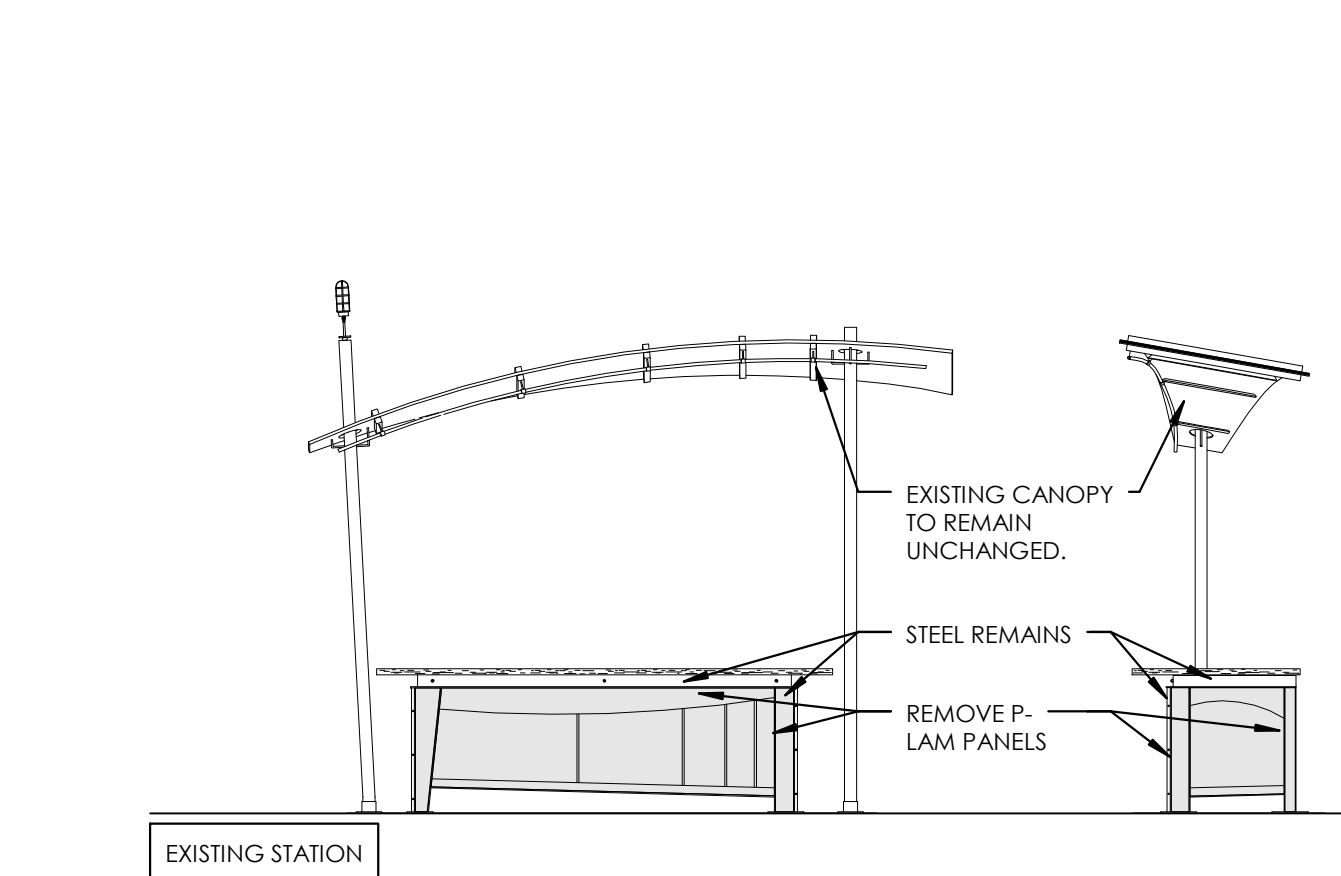 EXISTING CANOPY
TO REMAIN
UNCHANGED.
STEEL REMAINS
REMOVE P-
LAM PANELS
EXISTING STATION